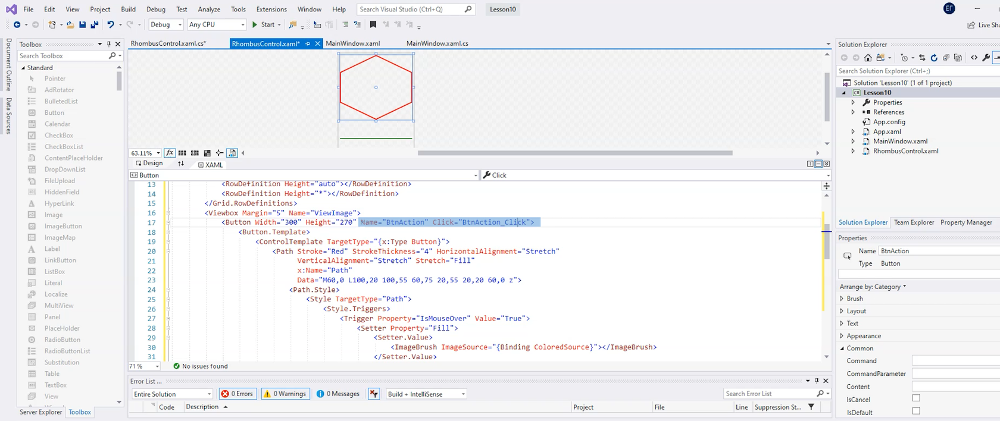 File Edit View Project Build Debug Test Analyze Tools Extensions Window Help Search Visual Studio (Ctrl+Q) Lesson10 ЕГ
Debug Any CPU Start Live Sha
Document Outline
Data Sources
Toolbox
Search Toolbox
Standard
Pointer
AdRotator
BulletedList
Button
Calendar
CheckBox
CheckBoxList
ContentPlaceHolder
DropDownList
FileUpload
HiddenField
HyperLink
Image
ImageButton
ImageMap
Label
LinkButton
ListBox
Literal
Localize
MultiView
Panel
PlaceHolder
RadioButton
RadioButtonList
Substitution
Table
TextBox
View
Server Explorer Toolbox
RhombusControl.xaml.cs* RhombusControl.xaml* MainWindow.xaml MainWindow.xaml.cs
63.11% fx
Design XAML
Button Click
13 <RowDefinition Height="auto"></RowDefinition>
14 <RowDefinition Height="*"></RowDefinition>
15 </Grid.RowDefinitions>
16 <Viewbox Margin="5" Name="ViewImage">
17 <Button Width="300" Height="270" Name="BtnAction" Click="BtnAction_Click">
18 <Button.Template>
19 <ControlTemplate TargetType="{x:Type Button}">
20 <Path Stroke="Red" StrokeThickness="4" HorizontalAlignment="Stretch"
21 VerticalAlignment="Stretch" Stretch="Fill"
22 x:Name="Path"
23 Data="M60,0 L100,20 100,55 60,75 20,55 20,20 60,0 z">
24 <Path.Style>
25 <Style TargetType="Path">
26 <Style.Triggers>
27 <Trigger Property="IsMouseOver" Value="True">
28 <Setter Property="Fill">
29 <Setter.Value>
30 <ImageBrush ImageSource="{Binding ColoredSource}"></ImageBrush>
31 </Setter.Value>
71 % No issues found
Error List ...
Entire Solution 0 Errors 0 Warnings 0 Messages Build + IntelliSense Search Error List
Code Description Project File Line Suppression St...
Solution Explorer
Search Solution Explorer (Ctrl+;)
Solution 'Lesson10' (1 of 1 project)
C# Lesson10
Properties
References
App.config
App.xaml
MainWindow.xaml
RhombusControl.xaml
Solution Explorer Team Explorer Property Manager
Properties
Name BtnAction
Type Button
Arrange by: Category
Brush
Layout
Text
Appearance
Common
Command
CommandParameter
Content
IsCancel
IsDefault